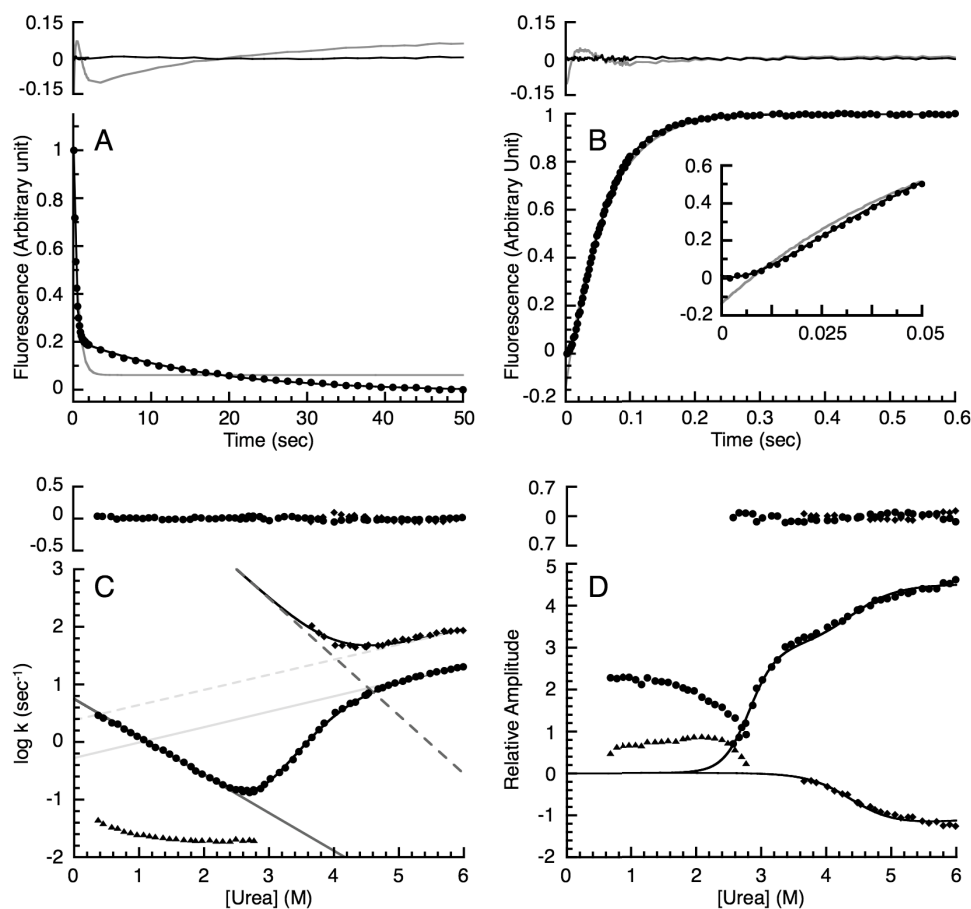 0.15
0
-0.15
A
1
0.8
0.6
0.4
0.2
0
Fluorescence (Arbitrary unit)
0 10 20 30 40 50
Time (sec)
0.15
0
-0.15
B
1
0.8
0.6
0.4
0.2
0
-0.2
Fluorescence (Arbitrary Unit)
0.6
0.4
0.2
0
-0.2
0 0.025 0.05
0 0.1 0.2 0.3 0.4 0.5 0.6
Time (sec)
0.5
0
-0.5
C
3
2
1
0
-1
-2
log k (sec-1)
0 1 2 3 4 5 6
[Urea] (M)
0.7
0
0.7
D
5
4
3
2
1
0
-1
-2
Relative Amplitude
0 1 2 3 4 5 6
[Urea] (M)